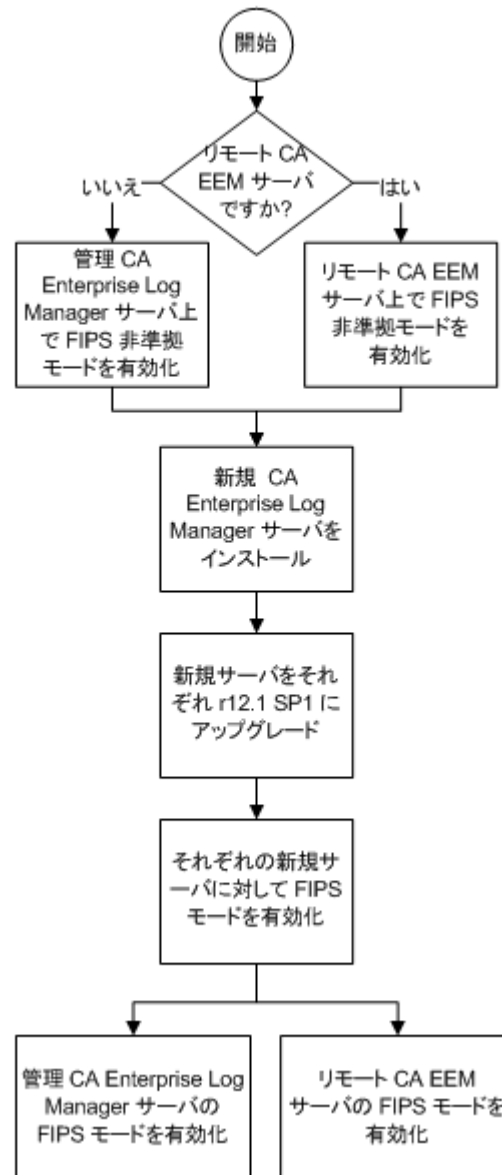 開始
リモート CA
EEM サーバ
ですか?
いいえ
はい
管理 CA
Enterprise Log
Manager サーバ上
で FIPS 非準拠
モードを有効化
リモート CA EEM
サーバ上で FIPS
非準拠モードを
有効化
新規 CA
Enterprise Log
Manager サーバを
インストール
新規サーバをそれ
ぞれ r12.1 SP1 に
アップグレード
それぞれの新規サ
ーバに対して FIPS
モードを有効化
管理 CA Enterprise Log
Manager サーバの
FIPS モードを有効化
リモート CA EEM
サーバの FIPS モードを
有効化